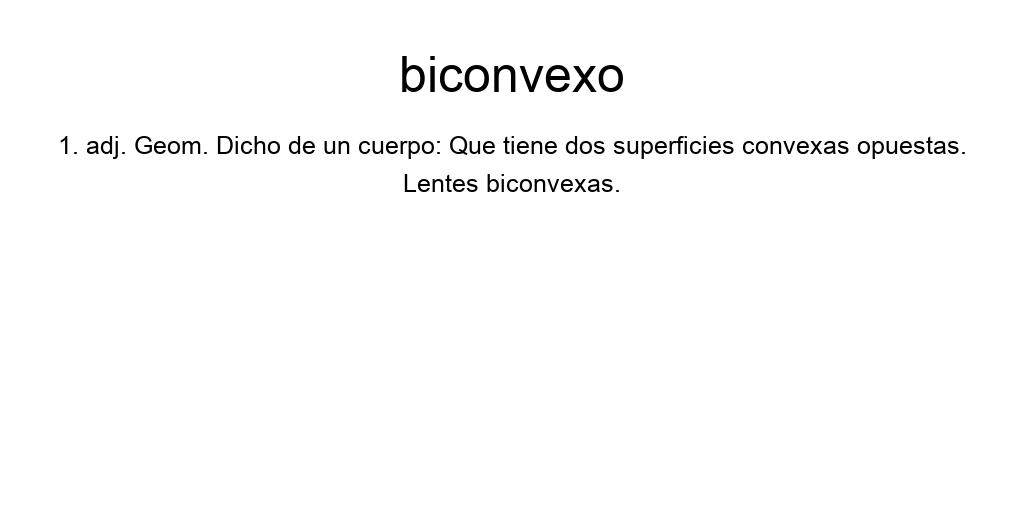 biconvexo
1. adj. Geom. Dicho de un cuerpo: Que tiene dos superficies convexas opuestas.
Lentes biconvexas.